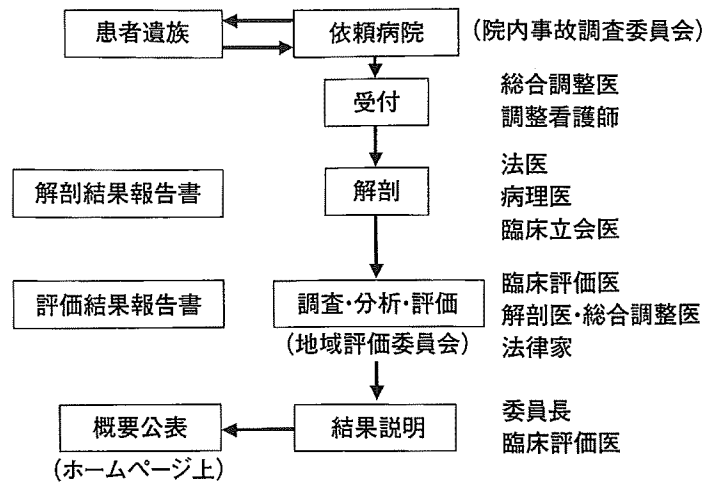 患者遺族
依頼病院
(院内事故調査委員会)
受付
総合調整医
調整看護師
解剖結果報告書
解剖
法医
病理医
臨床立会医
評価結果報告書
調査・分析・評価
(地域評価委員会)
臨床評価医
解剖医・総合調整医
法律家
概要公表
(ホームページ上)
結果説明
委員長
臨床評価医